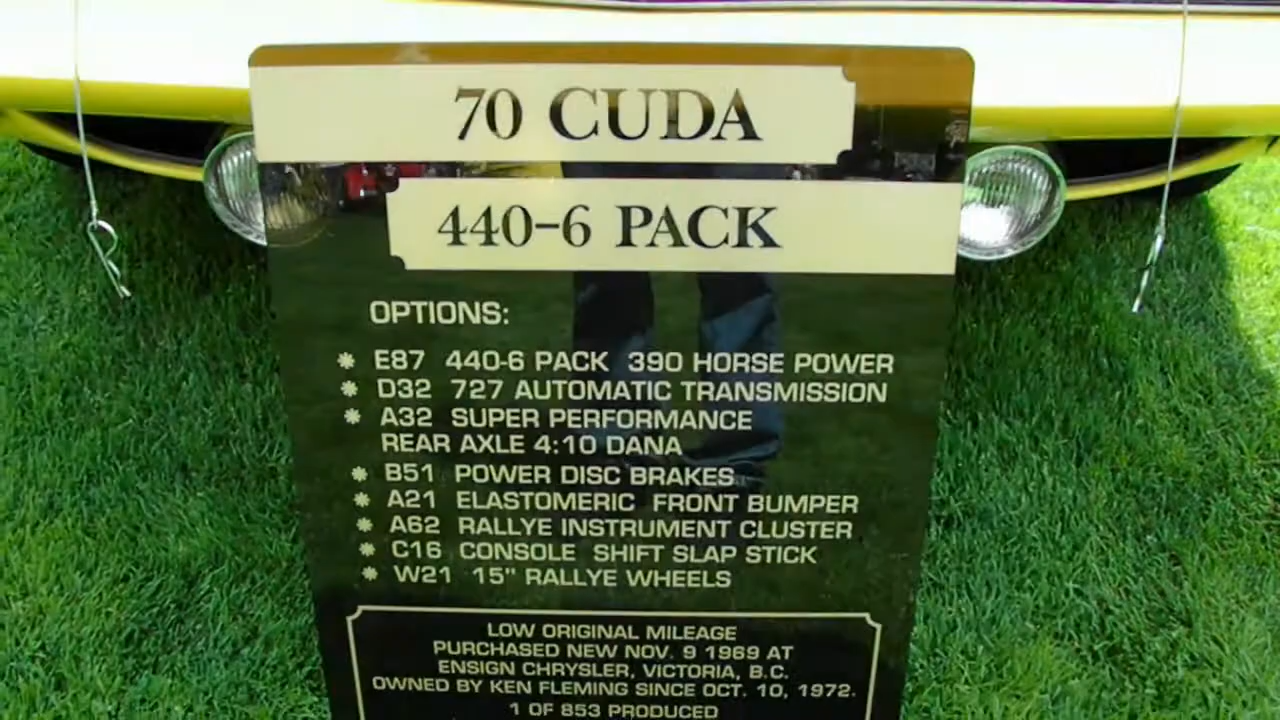 70 CUDA
440-6 PACK
OPTIONS:
E87 440-6 PACK 390 HORSE POWER
D32 727 AUTOMATIC TRANSMISSION
A32 SUPER PERFORMANCE
REAR AXLE 4:10 DANA
B51 POWER DISC BRAKES
A21 ELASTOMERIC FRONT BUMPER
A62 RALLYE INSTRUMENT CLUSTER
C16 CONSOLE SHIFT SLAP STICK
W21 15" RALLYE WHEELS
LOW ORIGINAL MILEAGE
PURCHASED NEW NOV. 9 1969 AT
ENSIGN CHRYSLER, VICTORIA, B.C.
OWNED BY KEN FLEMING SINCE OCT. 10, 1972.
1 OF 853 PRODUCED